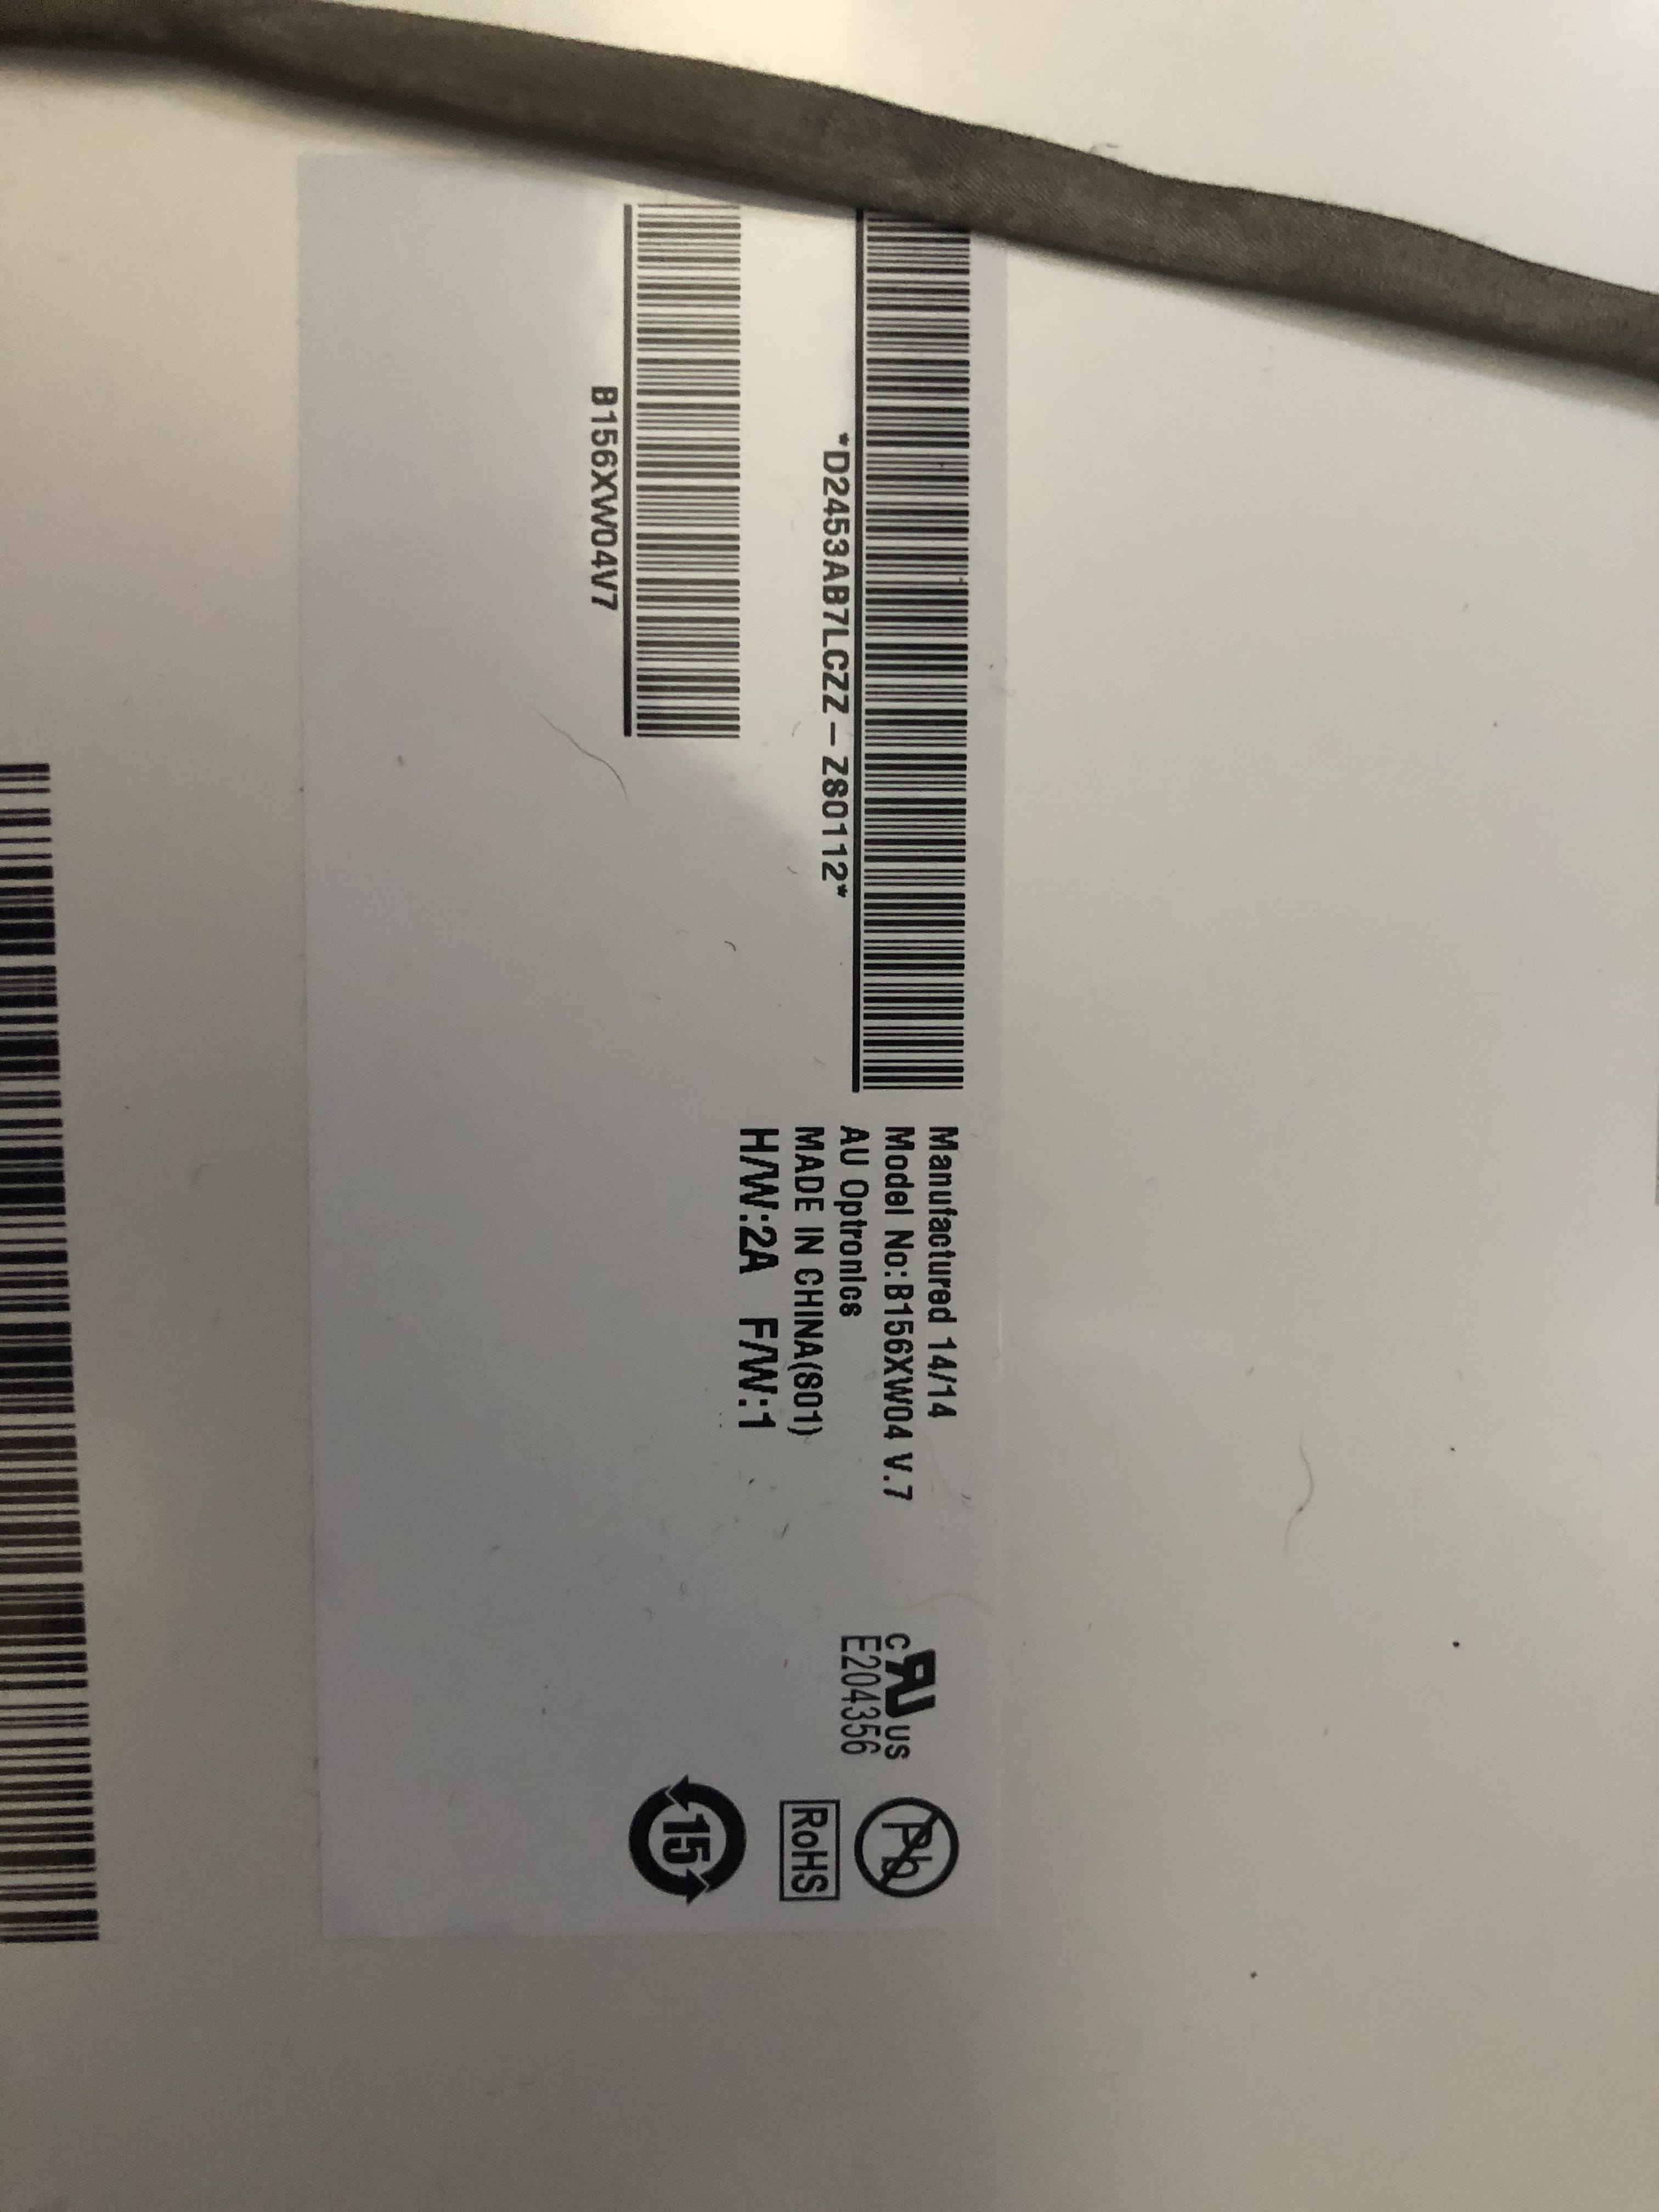 *D2453AB7LCZZ-Z80112*
B156XW04V7
Manufactured 14/14
Model No:B156XW04 V.7
AU Optronics
MADE IN CHINA(S01)
H/W:2A F/W:1
c RU US
E204356
Pb
RoHS
15